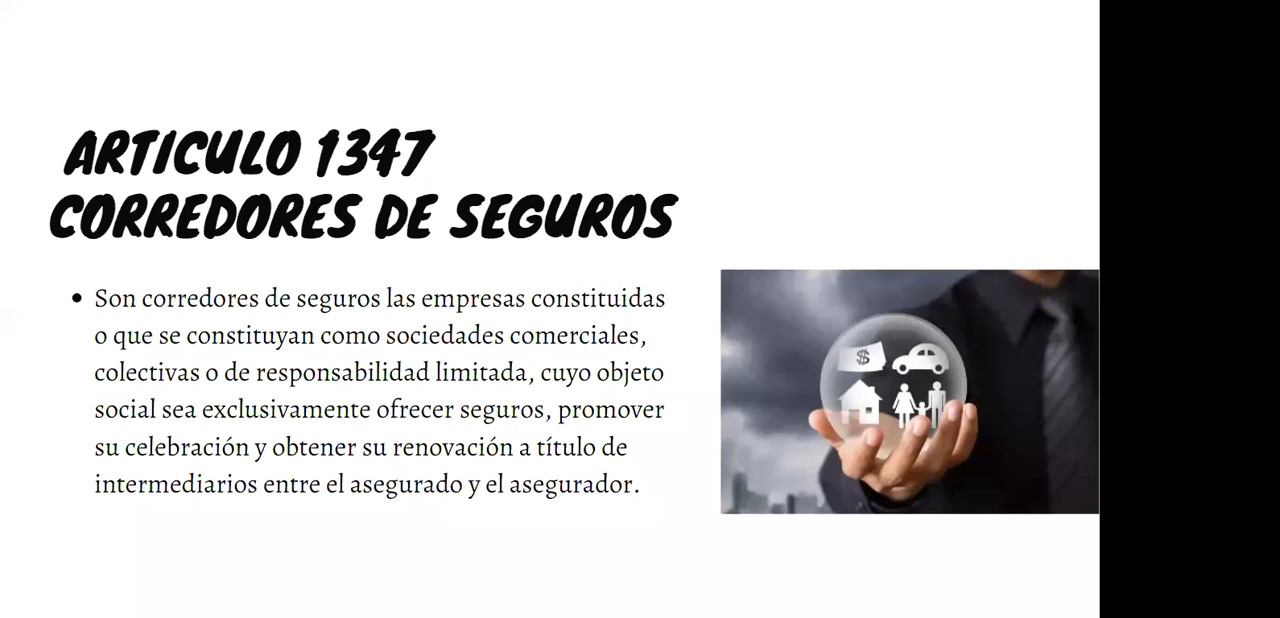 ARTICULO 1347
CORREDORES DE SEGUROS
• Son corredores de seguros las empresas constituidas
o que se constituyan como sociedades comerciales,
colectivas o de responsabilidad limitada, cuyo objeto
social sea exclusivamente ofrecer seguros, promover
su celebración y obtener su renovación a título de
intermediarios entre el asegurado y el asegurador.
$